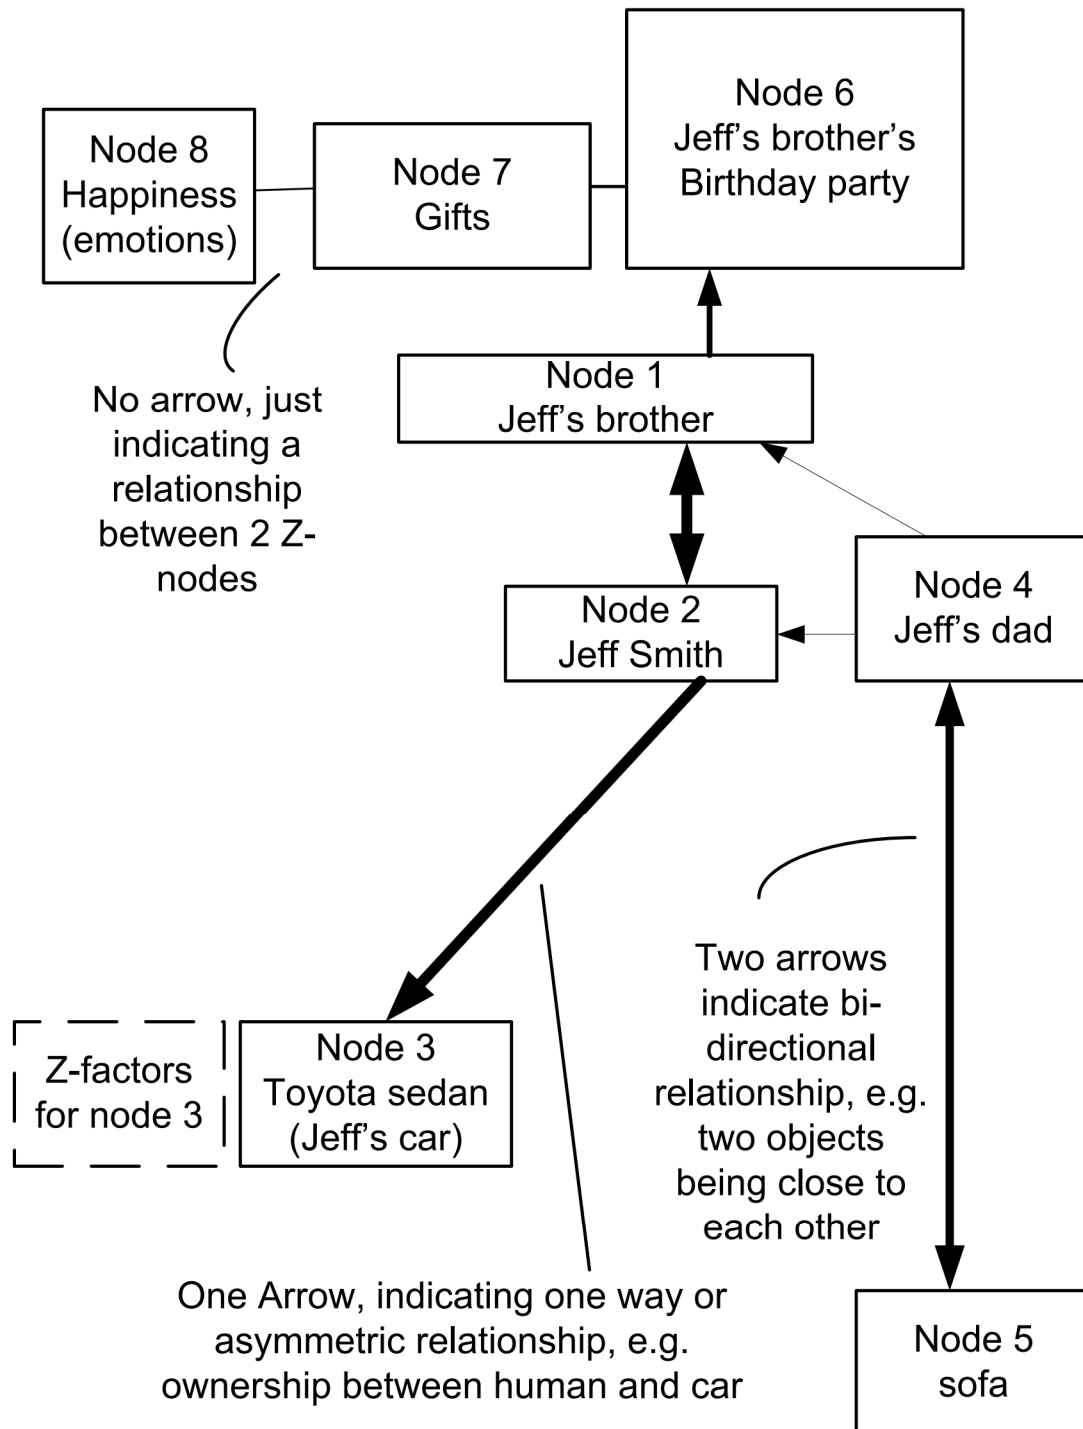 Node 6
Jeff's brother's
Birthday party
Node 8
Happiness
(emotions)
Node 7
Gifts
Node 1
Jeff's brother
No arrow, just
indicating a
relationship
between 2 Z-
nodes
Node 4
Jeff's dad
Node 2
Jeff Smith
Two arrows
indicate bi-
directional
relationship, e.g.
two objects
being close to
each other
Z-factors
for node 3
Node 3
Toyota sedan
(Jeff's car)
One Arrow, indicating one way or
asymmetric relationship, e.g.
ownership between human and car
Node 5
sofa